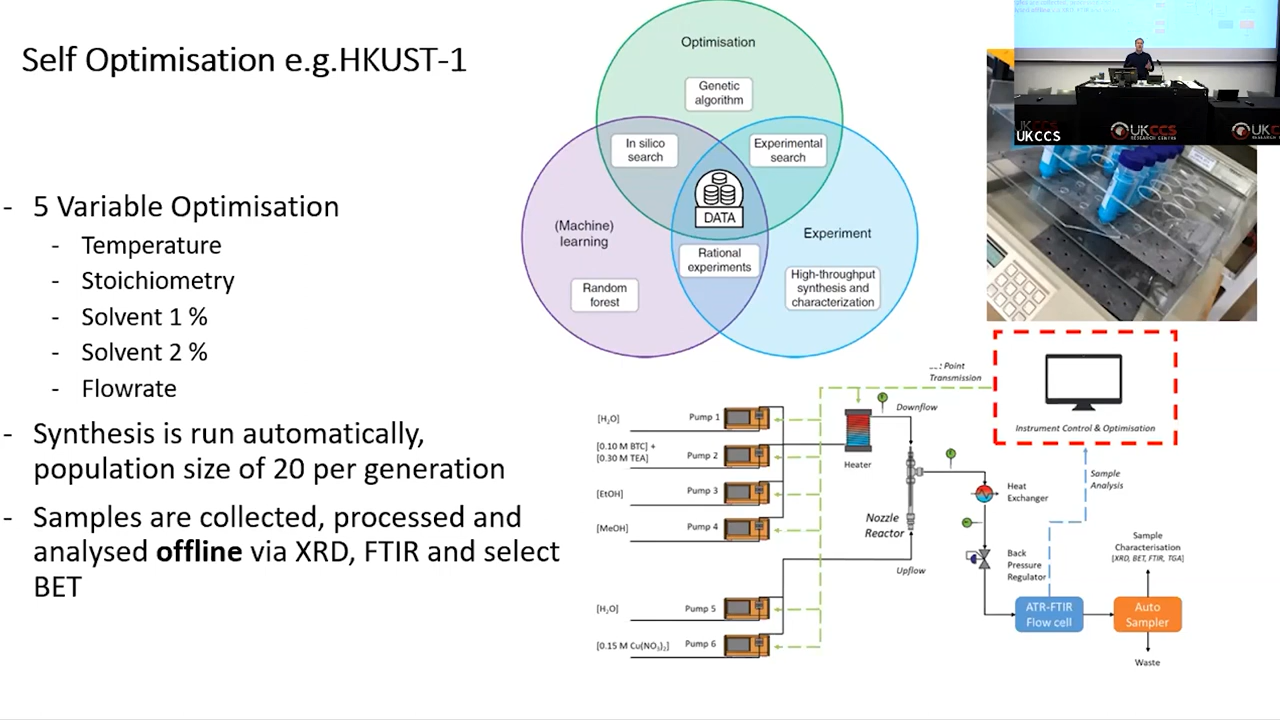 Self Optimisation e.g.HKUST-1
- 5 Variable Optimisation
- Temperature
- Stoichiometry
- Solvent 1 %
- Solvent 2 %
- Flowrate
- Synthesis is run automatically,
population size of 20 per generation
- Samples are collected, processed and
analysed offline via XRD, FTIR and select
BET
Optimisation
Genetic
algorithm
In silico
search
Experimental
search
DATA
(Machine)
learning
Experiment
Rational
experiments
Random
forest
High-throughput
synthesis and
characterization
UKCCS
UKCCS
RESEARCH CENTRE
Point
Transmission
Instrument Control & Optimisation
[H₂O]
Pump 1
[0.10 M BTC] +
[0.30 M TEA]
Pump 2
[EtOH]
Pump 3
[MeOH]
Pump 4
[H₂O]
Pump 5
[0.15 M Cu(NO₃)₂]
Pump 6
Heater
Downflow
Nozzle
Reactor
Upflow
Heat
Exchanger
Back
Pressure
Regulator
Sample
Analysis
ATR-FTIR
Flow cell
Sample
Characterisation
[XRD, BET, FTIR, TGA]
Auto
Sampler
Waste